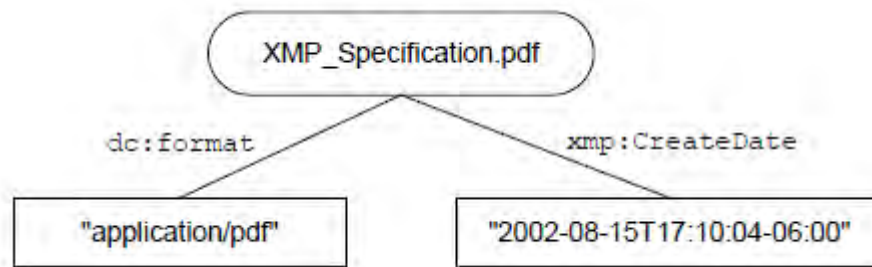 XMP_Specification.pdf
dc:format
xmp:CreateDate
"application/pdf"
"2002-08-15T17:10:04-06:00"